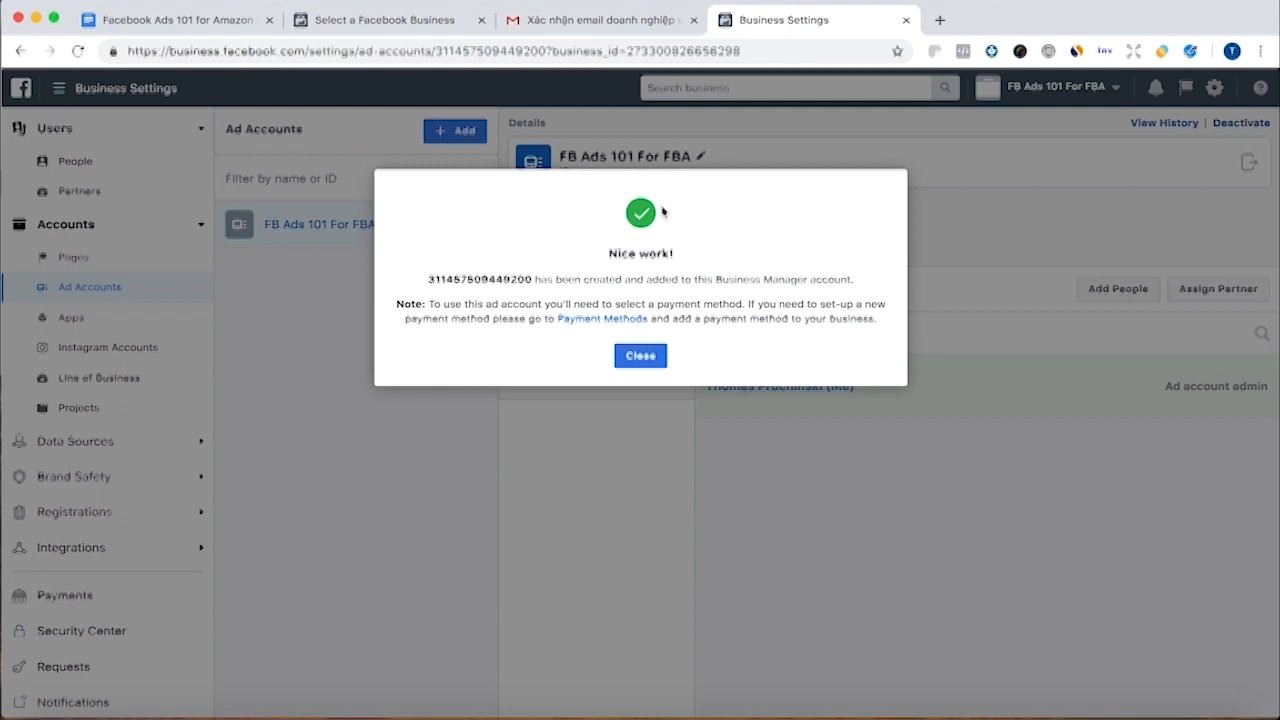 Facebook Ads 101 for Amazon
Select a Facebook Business
Xác nhận email doanh nghiệp
Business Settings
https://business.facebook.com/settings/ad-accounts/311457509449200?business_id=273300826656298
Business Settings
Search business
FB Ads 101 For FBA
Users
People
Partners
Accounts
Pages
Ad Accounts
Apps
Instagram Accounts
Line of Business
Projects
Data Sources
Brand Safety
Registrations
Integrations
Payments
Security Center
Requests
Notifications
Ad Accounts
+ Add
Filter by name or ID
FB Ads 101 For FBA
Details
View History | Deactivate
FB Ads 101 For FBA
Add People
Assign Partner
Ad account admin
Nice work!
311457509449200 has been created and added to this Business Manager account.
Note: To use this ad account you'll need to select a payment method. If you need to set-up a new
payment method please go to Payment Methods and add a payment method to your business.
Close